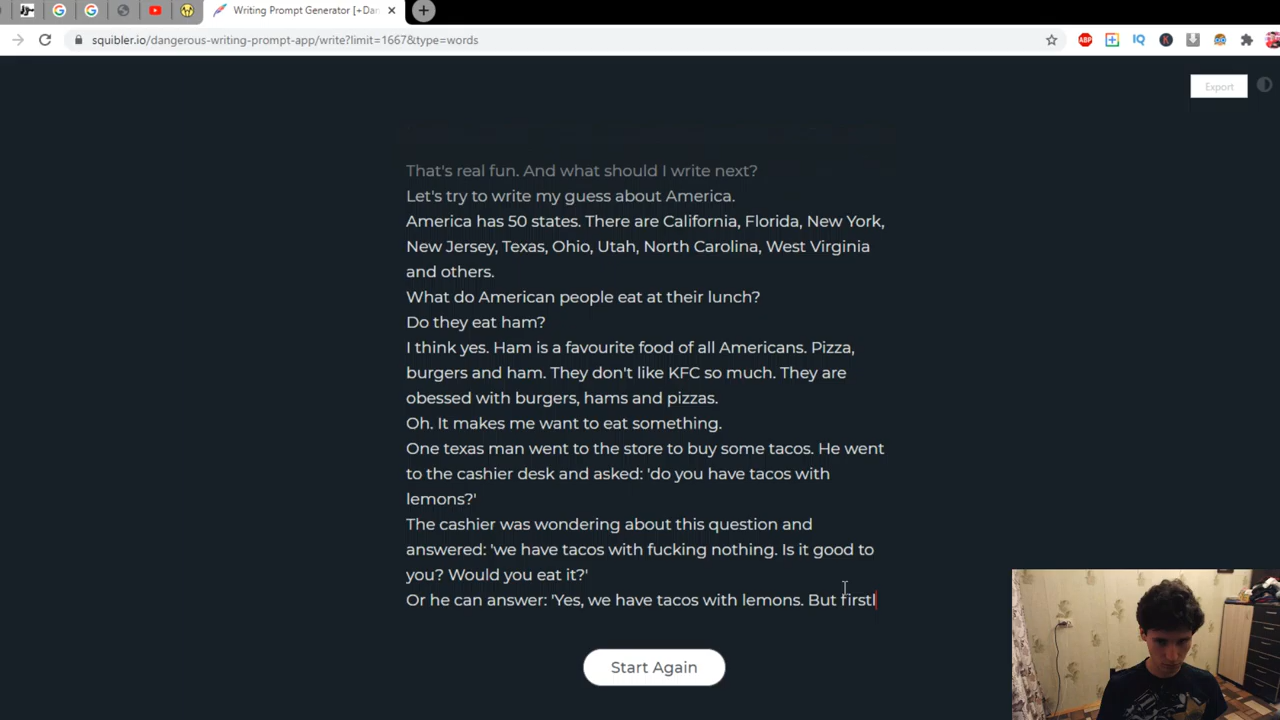 Writing Prompt Generator [+Dan
squibler.io/dangerous-writing-prompt-app/write?limit=1667&type=words
ABP
IQ
K
Export
That's real fun. And what should I write next?
Let's try to write my guess about America.
America has 50 states. There are California, Florida, New York,
New Jersey, Texas, Ohio, Utah, North Carolina, West Virginia
and others.
What do American people eat at their lunch?
Do they eat ham?
I think yes. Ham is a favourite food of all Americans. Pizza,
burgers and ham. They don't like KFC so much. They are
obessed with burgers, hams and pizzas.
Oh. It makes me want to eat something.
One texas man went to the store to buy some tacos. He went
to the cashier desk and asked: 'do you have tacos with
lemons?'
The cashier was wondering about this question and
answered: 'we have tacos with fucking nothing. Is it good to
you? Would you eat it?'
Or he can answer: 'Yes, we have tacos with lemons. But firstl
Start Again